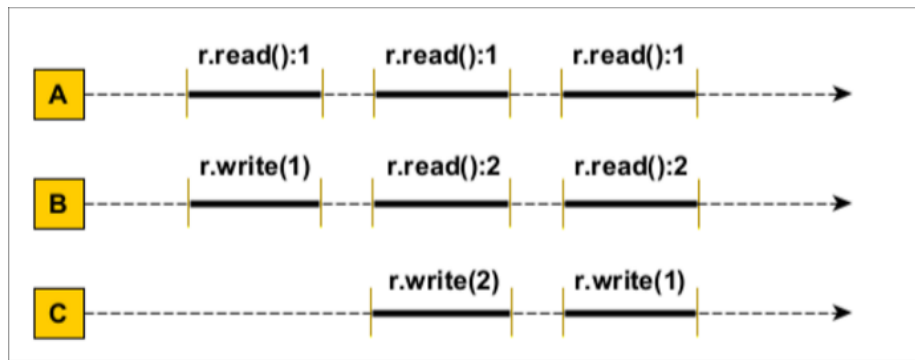 r.read():1 r.read():1 r.read():1
A
r.write(1) r.read():2 r.read():2
B
r.write(2) r.write(1)
C